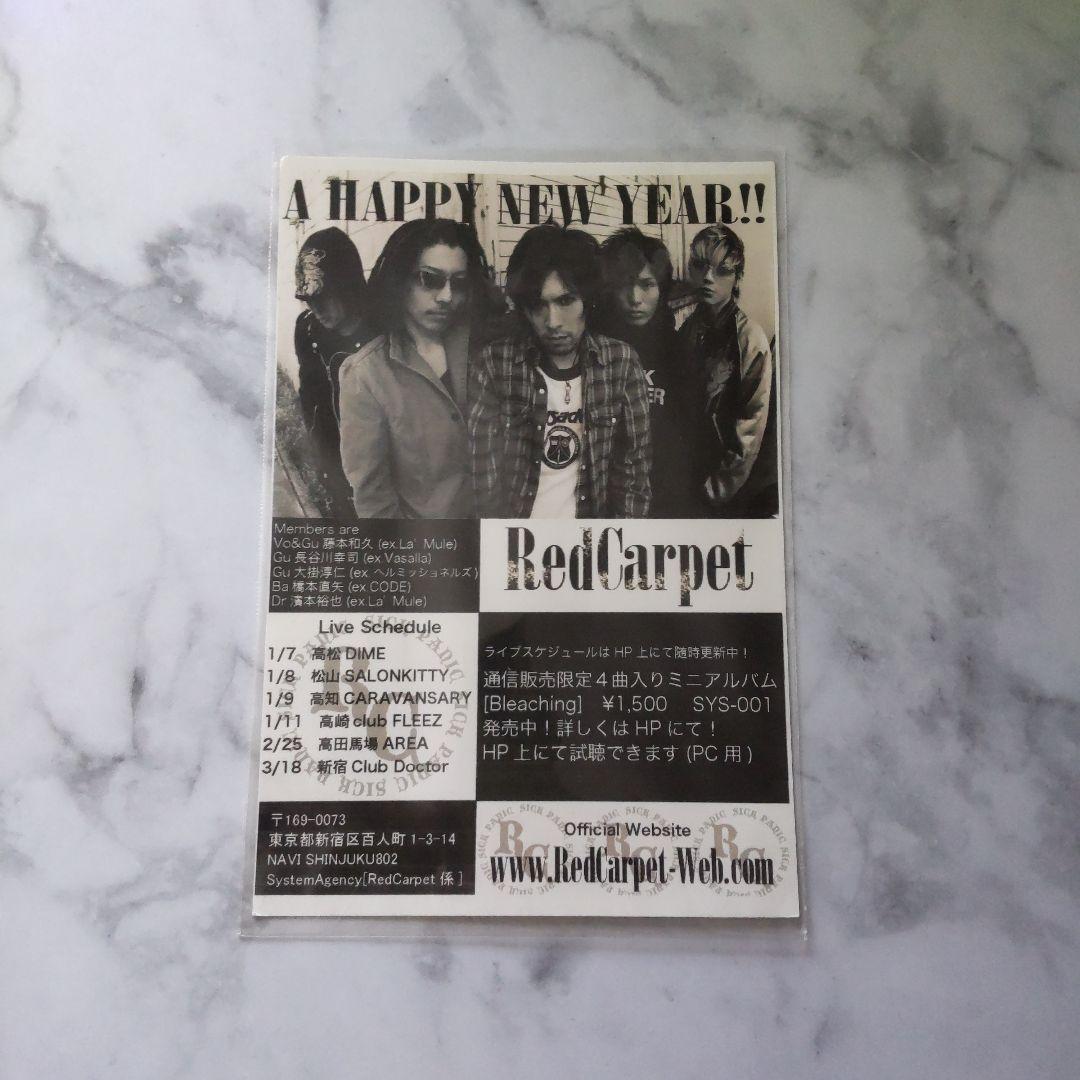 A HAPPY NEW YEAR!!
Members are
Vo&Gu 藤本和久 (ex.La' Mule)
Gu 長谷川幸司 (ex Vasalla)
Gu 大掛淳仁 (ex ヘルミッショネルズ)
Ba 橋本直矢 (ex CODE)
Dr 濱本裕也 (ex.La' Mule)
RedCarpet
Live Schedule
1/7 高松 DIME
1/8 松山 SALONKITTY
1/9 高知 CARAVANSARY
1/11 高崎 club FLEEZ
2/25 高田馬場 AREA
3/18 新宿 Club Doctor
ライブスケジュールは HP 上にて随時更新中！
通信販売限定４曲入りミニアルバム
[Bleaching] ￥1,500 SYS-001
発売中！詳しくは HP にて！
HP 上にて試聴できます (PC 用)
〒169-0073
東京都新宿区百人町 1-3-14
NAVI SHINJUKU802
SystemAgency[RedCarpet 係]
SICK PANIC
RC
Official Website
www.RedCarpet-Web.com